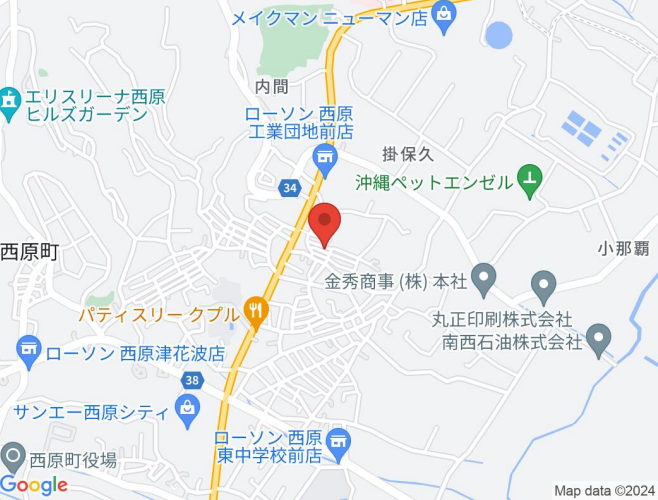 メイクマン ニューマン店
内間
エリスリーナ西原
ヒルズガーデン
ローソン 西原
工業団地前店
掛保久
沖縄ペットエンゼル
34
小那覇
西原町
金秀商事 (株) 本社
パティスリー クプル
丸正印刷株式会社
南西石油株式会社
ローソン 西原津花波店
38
サンエー西原シティ
ローソン 西原
東中学校前店
西原町役場
Google
Map data ©2024